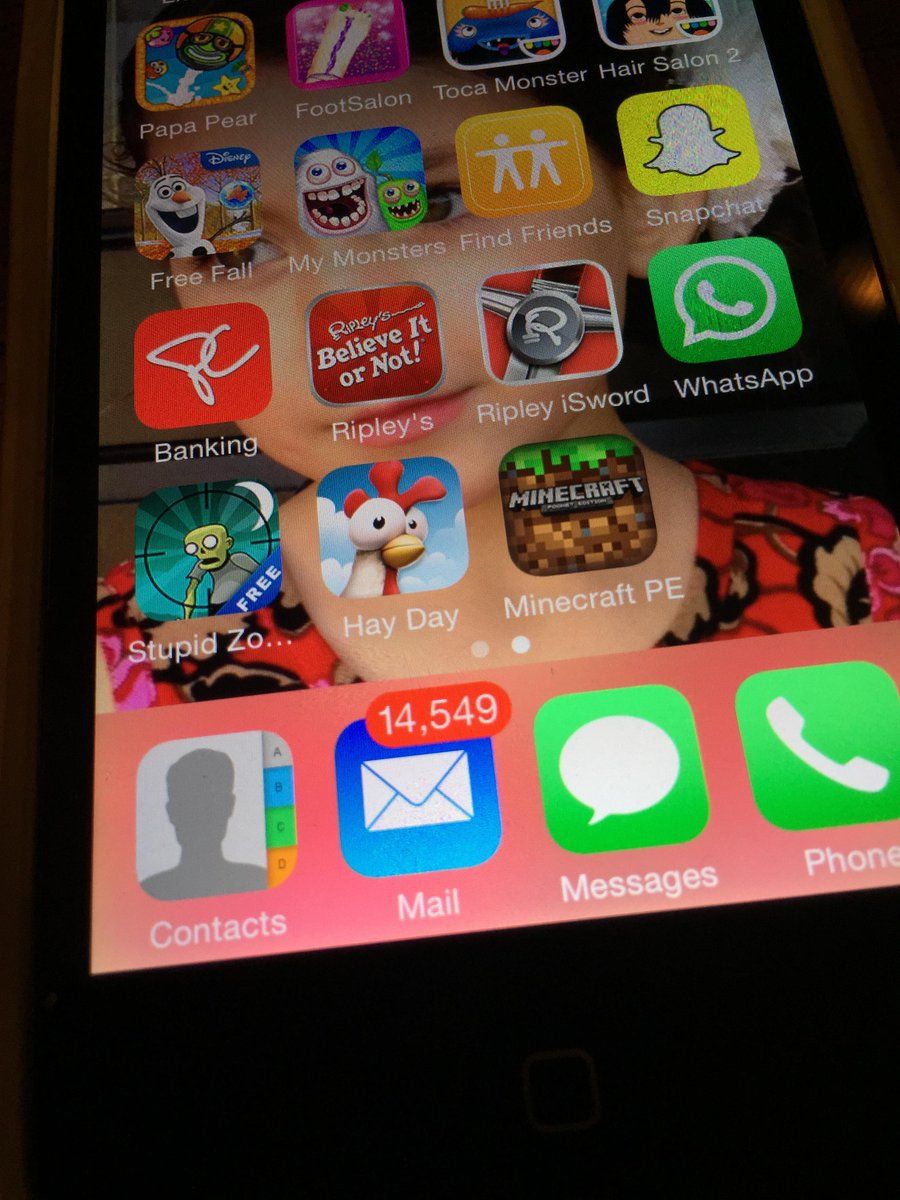 Papa Pear
FootSalon
Toca Monster
Hair Salon 2
DISNEY
Free Fall
My Monsters
Find Friends
Snapchat
Banking
Ripley's
Believe It
or Not!
Ripley's
R
Ripley iSword
WhatsApp
FREE
Stupid Zo...
Hay Day
MINECRAFT
POCKET EDITION
Minecraft PE
A
B
C
D
Contacts
14,549
Mail
Messages
Phone